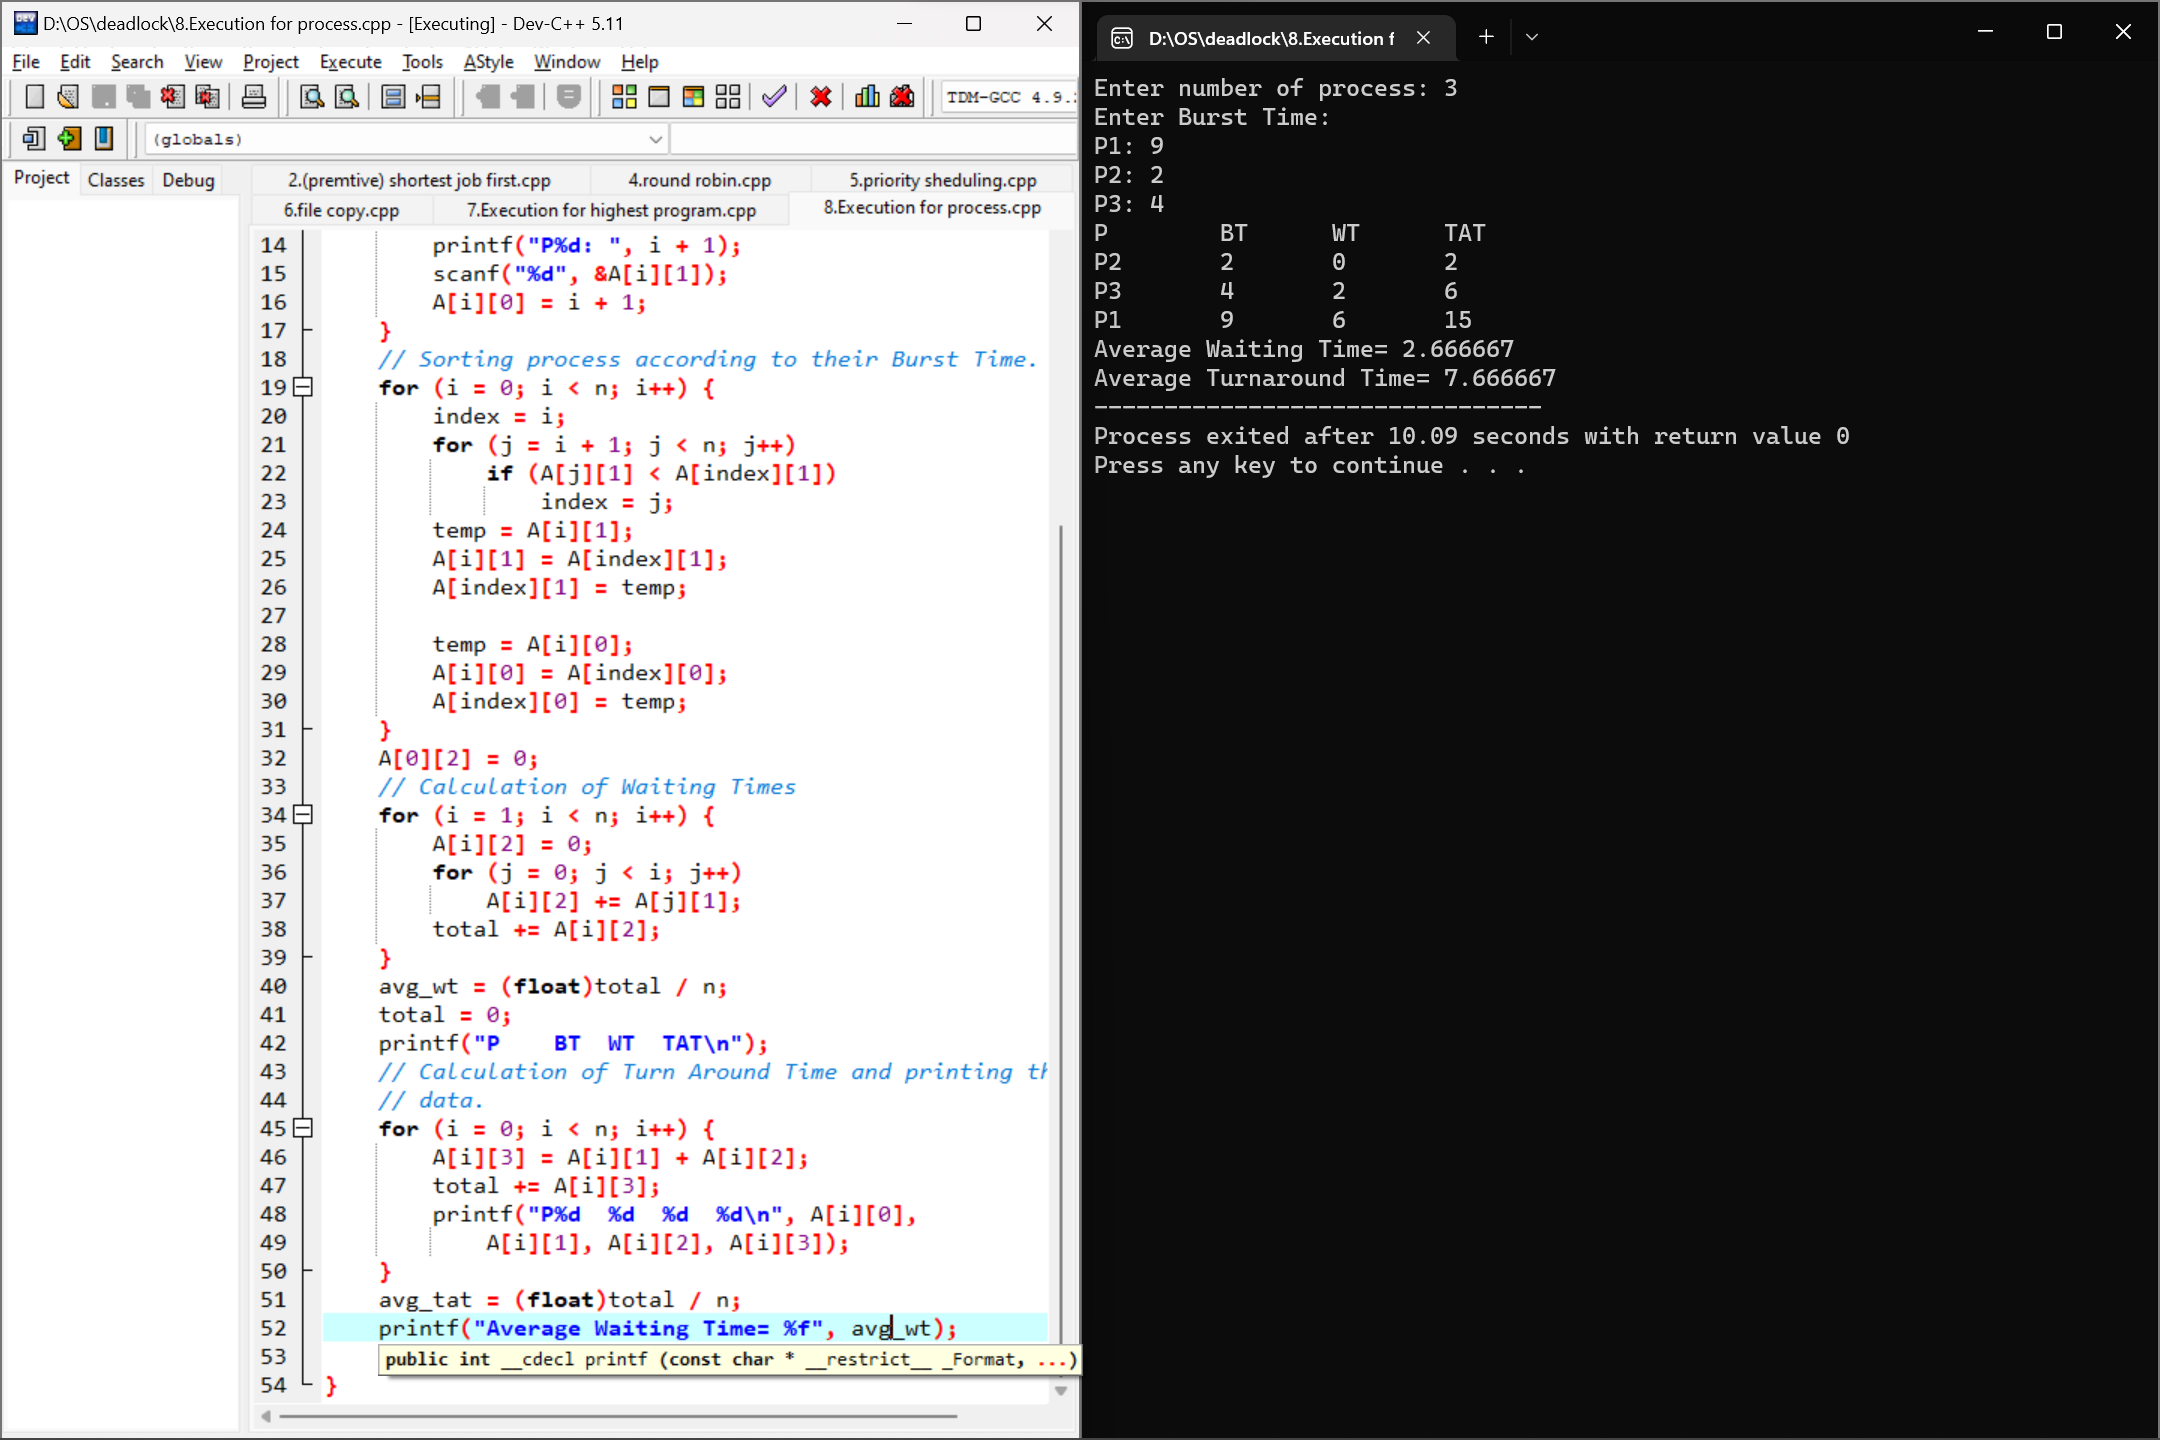 D:\OS\deadlock\8.Execution for process.cpp - [Executing] - Dev-C++ 5.11
File Edit Search View Project Execute Tools AStyle Window Help
TDM-GCC 4.9.
(globals)
Project Classes Debug
2.(premtive) shortest job first.cpp 4.round robin.cpp 5.priority sheduling.cpp
6.file copy.cpp 7.Execution for highest program.cpp 8.Execution for process.cpp
14 printf("P%d: ", i + 1);
15 scanf("%d", &A[i][1]);
16 A[i][0] = i + 1;
17 }
18 // Sorting process according to their Burst Time.
19 for (i = 0; i < n; i++) {
20 index = i;
21 for (j = i + 1; j < n; j++)
22 if (A[j][1] < A[index][1])
23 index = j;
24 temp = A[i][1];
25 A[i][1] = A[index][1];
26 A[index][1] = temp;
27
28 temp = A[i][0];
29 A[i][0] = A[index][0];
30 A[index][0] = temp;
31 }
32 A[0][2] = 0;
33 // Calculation of Waiting Times
34 for (i = 1; i < n; i++) {
35 A[i][2] = 0;
36 for (j = 0; j < i; j++)
37 A[i][2] += A[j][1];
38 total += A[i][2];
39 }
40 avg_wt = (float)total / n;
41 total = 0;
42 printf("P    BT  WT  TAT\n");
43 // Calculation of Turn Around Time and printing th
44 // data.
45 for (i = 0; i < n; i++) {
46 A[i][3] = A[i][1] + A[i][2];
47 total += A[i][3];
48 printf("P%d  %d  %d  %d\n", A[i][0],
49 A[i][1], A[i][2], A[i][3]);
50 }
51 avg_tat = (float)total / n;
52 printf("Average Waiting Time= %f", avg_wt);
53 public int __cdecl printf (const char * __restrict__ _Format, ...)
54 }
D:\OS\deadlock\8.Execution f
Enter number of process: 3
Enter Burst Time:
P1: 9
P2: 2
P3: 4
P BT WT TAT
P2 2 0 2
P3 4 2 6
P1 9 6 15
Average Waiting Time= 2.666667
Average Turnaround Time= 7.666667
--------------------------------
Process exited after 10.09 seconds with return value 0
Press any key to continue . . .